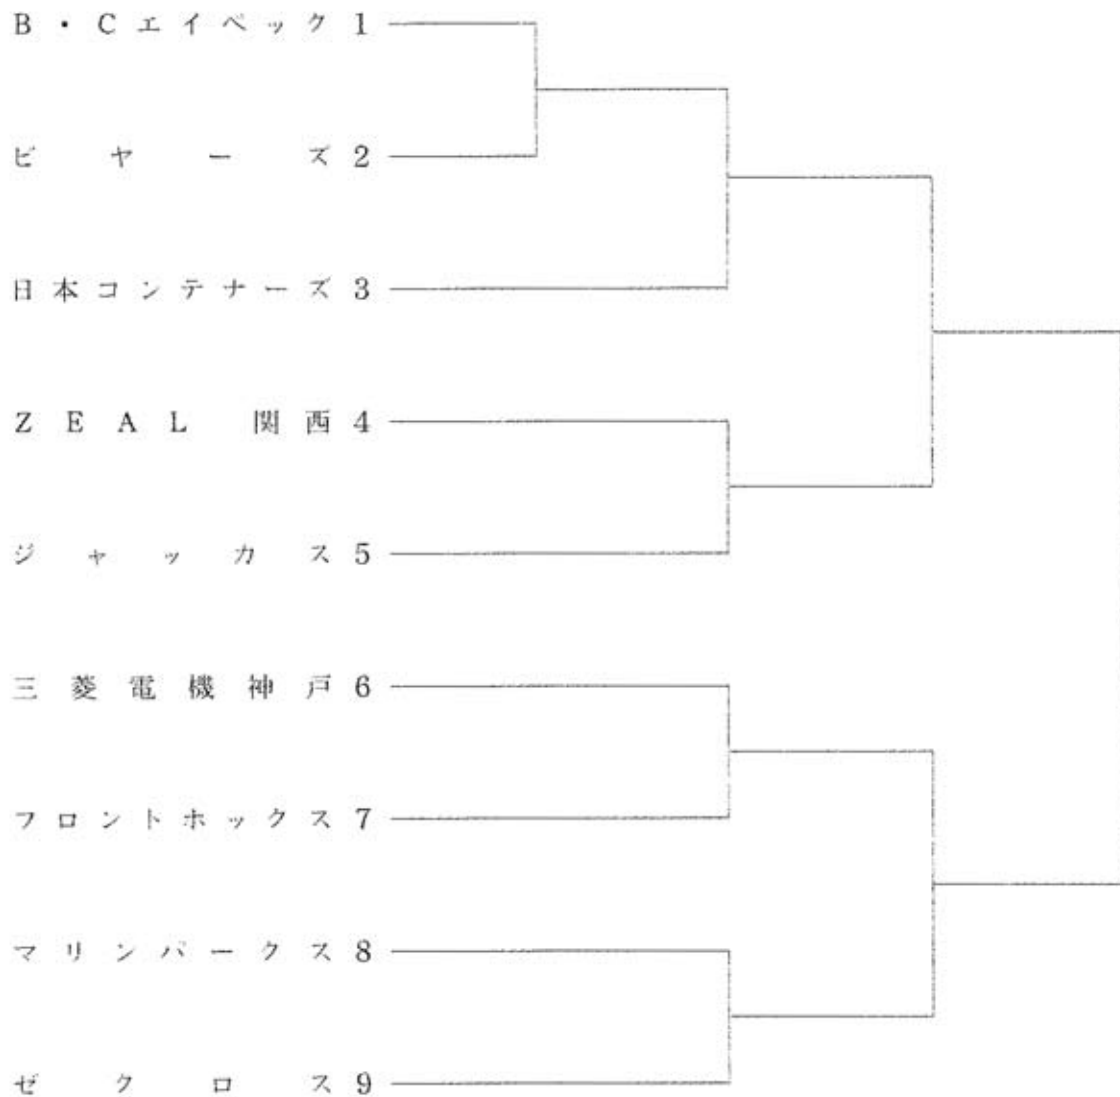 B・Cエイペック 1
ビヤーズ 2
日本コンテナーズ 3
ZEAL 関西 4
ジャッカス 5
三菱電機神戸 6
フロントホックス 7
マリンパークス 8
ゼクロス 9